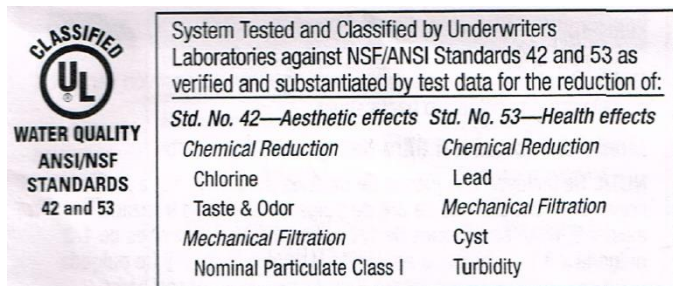 CLASSIFIED
UL
®
WATER QUALITY
ANSI/NSF
STANDARDS
42 and 53
System Tested and Classified by Underwriters
Laboratories against NSF/ANSI Standards 42 and 53 as
verified and substantiated by test data for the reduction of:
Std. No. 42—Aesthetic effects Std. No. 53—Health effects
Chemical Reduction Chemical Reduction
Chlorine Lead
Taste & Odor Mechanical Filtration
Mechanical Filtration Cyst
Nominal Particulate Class I Turbidity